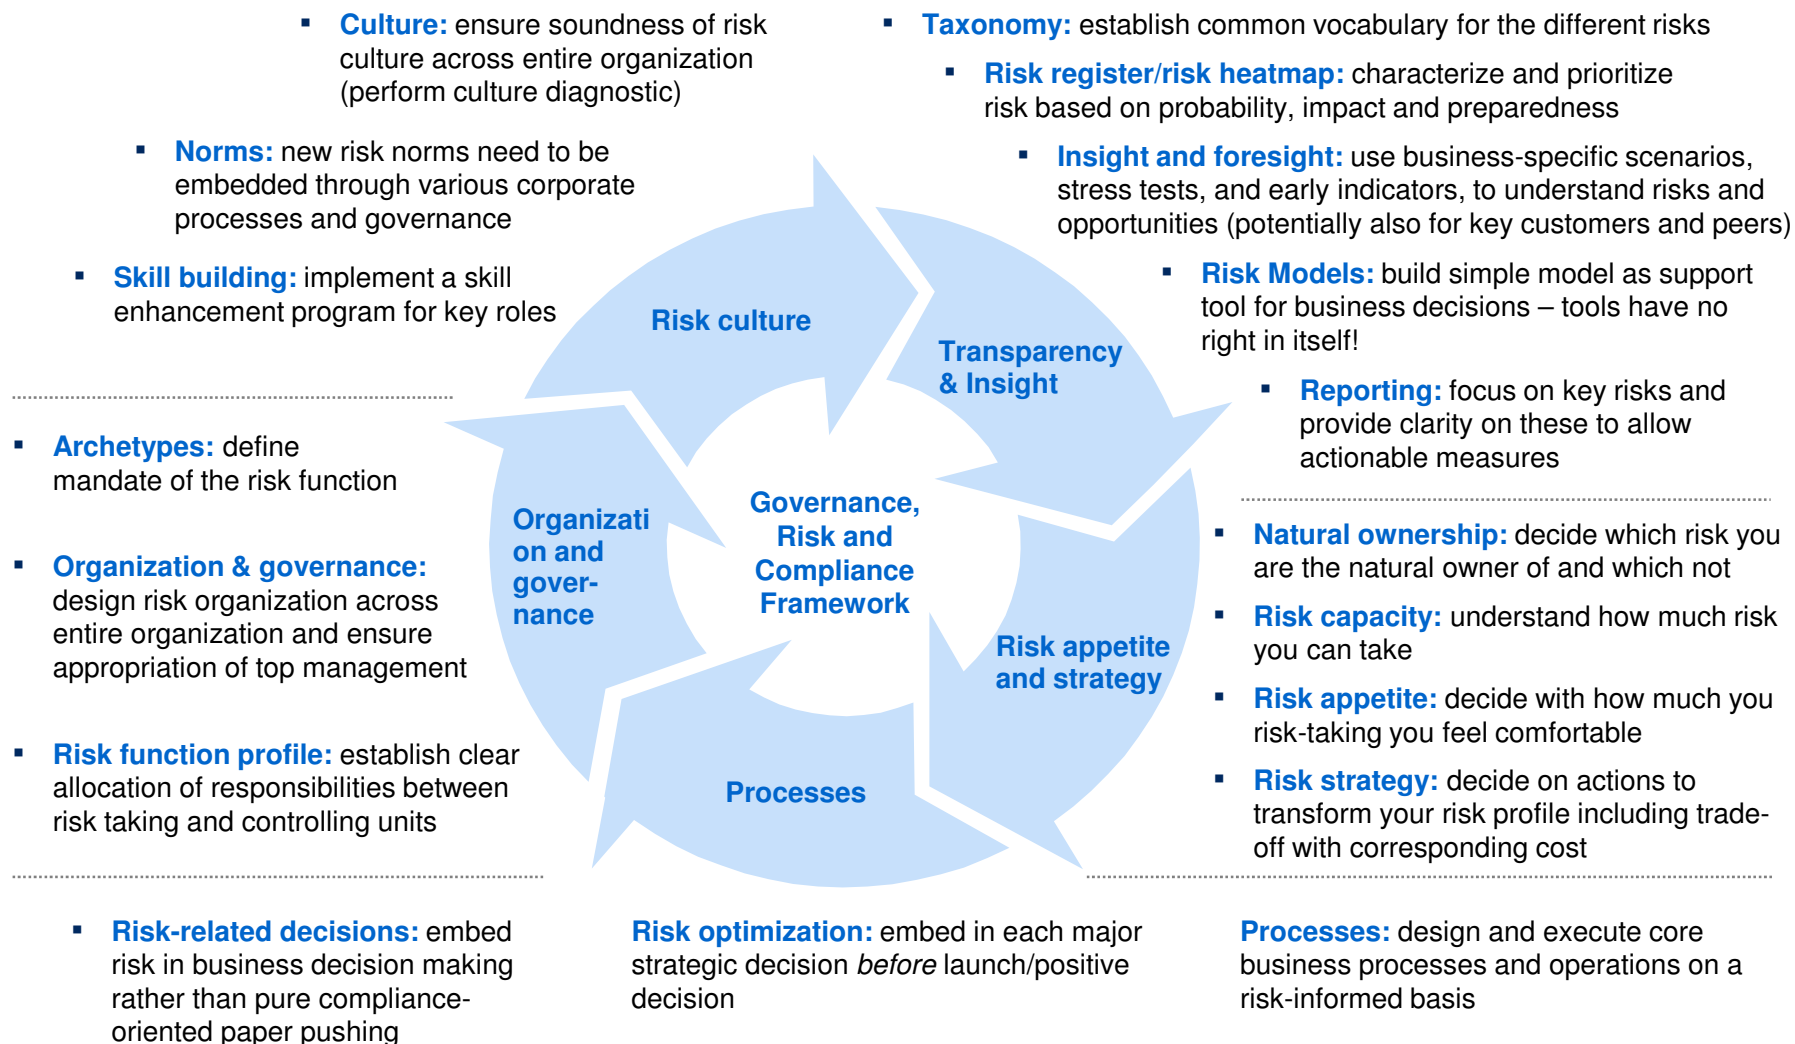 Culture: ensure soundness of risk
culture across entire organization
(perform culture diagnostic)
Norms: new risk norms need to be
embedded through various corporate
processes and governance
Skill building: implement a skill
enhancement program for key roles
Taxonomy: establish common vocabulary for the different risks
Risk register/risk heatmap: characterize and prioritize
risk based on probability, impact and preparedness
Insight and foresight: use business-specific scenarios,
stress tests, and early indicators, to understand risks and
opportunities (potentially also for key customers and peers)
Risk Models: build simple model as support
tool for business decisions – tools have no
right in itself!
Reporting: focus on key risks and
provide clarity on these to allow
actionable measures
Risk culture
Transparency
& Insight
Organizati
on and
gover-
nance
Governance,
Risk and
Compliance
Framework
Risk appetite
and strategy
Processes
Archetypes: define
mandate of the risk function
Organization & governance:
design risk organization across
entire organization and ensure
appropriation of top management
Risk function profile: establish clear
allocation of responsibilities between
risk taking and controlling units
Natural ownership: decide which risk you
are the natural owner of and which not
Risk capacity: understand how much risk
you can take
Risk appetite: decide with how much you
risk-taking you feel comfortable
Risk strategy: decide on actions to
transform your risk profile including trade-
off with corresponding cost
Risk-related decisions: embed
risk in business decision making
rather than pure compliance-
oriented paper pushing
Risk optimization: embed in each major
strategic decision before launch/positive
decision
Processes: design and execute core
business processes and operations on a
risk-informed basis